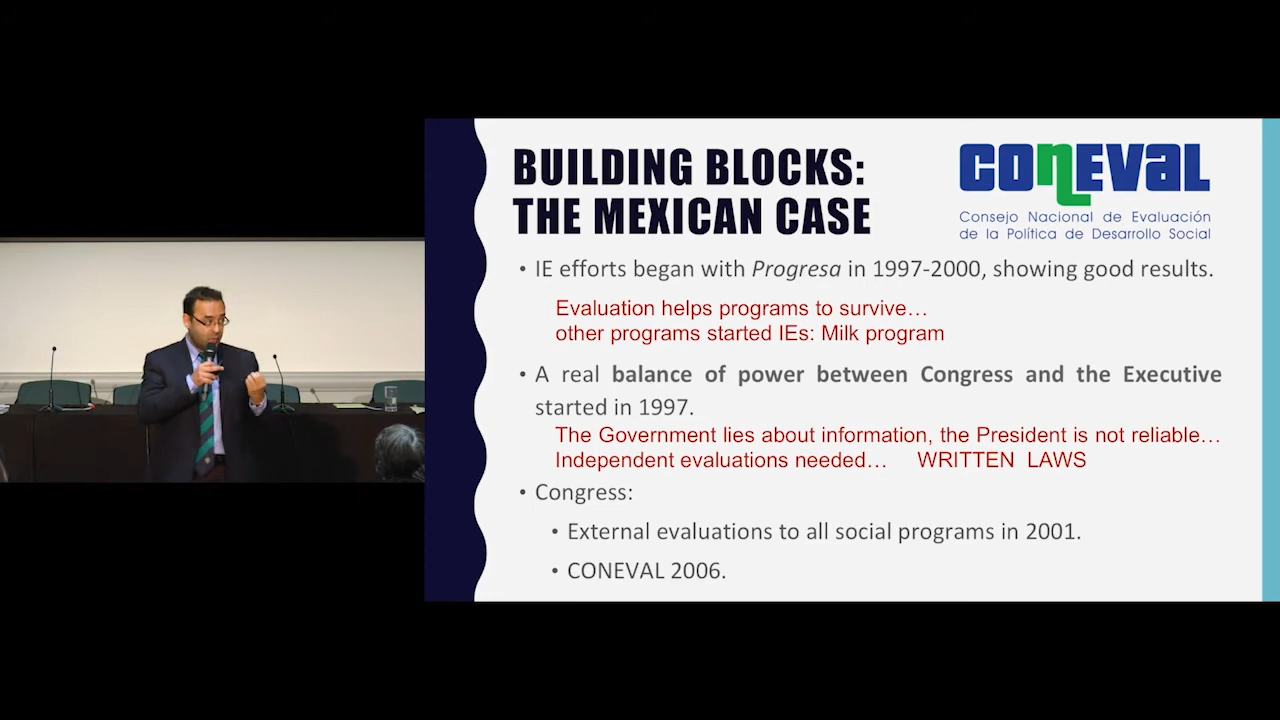 BUILDING BLOCKS:
THE MEXICAN CASE
CONEVAL
Consejo Nacional de Evaluación
de la Política de Desarrollo Social
• IE efforts began with Progresa in 1997-2000, showing good results.
Evaluation helps programs to survive…
other programs started IEs: Milk program
• A real balance of power between Congress and the Executive
started in 1997.
The Government lies about information, the President is not reliable…
Independent evaluations needed… WRITTEN LAWS
• Congress:
• External evaluations to all social programs in 2001.
• CONEVAL 2006.